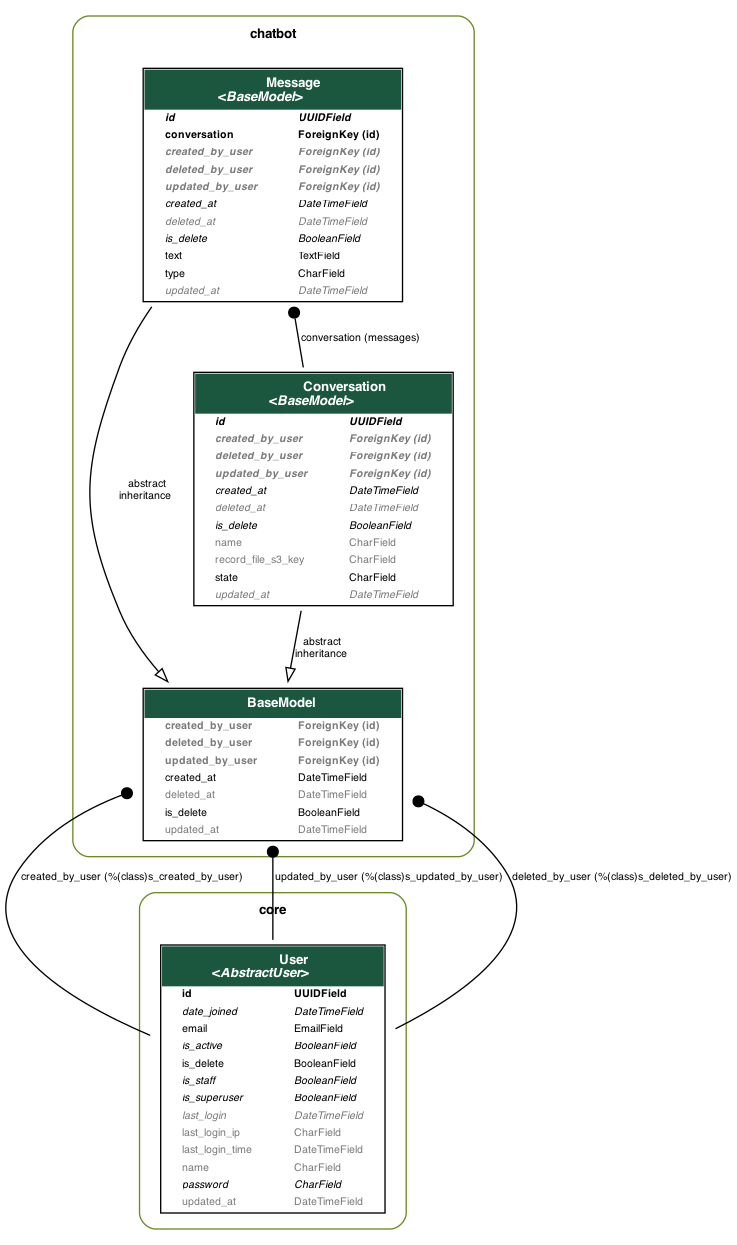 chatbot
Message
<BaseModel>
id UUIDField
conversation ForeignKey (id)
created_by_user ForeignKey (id)
deleted_by_user ForeignKey (id)
updated_by_user ForeignKey (id)
created_at DateTimeField
deleted_at DateTimeField
is_delete BooleanField
text TextField
type CharField
updated_at DateTimeField
conversation (messages)
Conversation
<BaseModel>
id UUIDField
created_by_user ForeignKey (id)
deleted_by_user ForeignKey (id)
updated_by_user ForeignKey (id)
created_at DateTimeField
deleted_at DateTimeField
is_delete BooleanField
name CharField
record_file_s3_key CharField
state CharField
updated_at DateTimeField
abstract
inheritance
abstract
inheritance
BaseModel
created_by_user ForeignKey (id)
deleted_by_user ForeignKey (id)
updated_by_user ForeignKey (id)
created_at DateTimeField
deleted_at DateTimeField
is_delete BooleanField
updated_at DateTimeField
created_by_user (%(class)s_created_by_user)
updated_by_user (%(class)s_updated_by_user)
deleted_by_user (%(class)s_deleted_by_user)
core
User
<AbstractUser>
id UUIDField
date_joined DateTimeField
email EmailField
is_active BooleanField
is_delete BooleanField
is_staff BooleanField
is_superuser BooleanField
last_login DateTimeField
last_login_ip CharField
last_login_time DateTimeField
name CharField
password CharField
updated_at DateTimeField